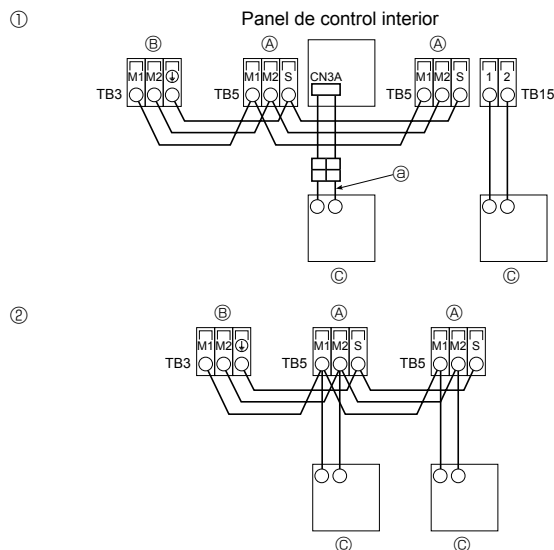 ①
Panel de control interior
Ⓑ Ⓐ Ⓐ
M1 M2 ⏚ M1 M2 S CN3A M1 M2 S 1 2
TB3 TB5 TB5 TB15
ⓐ
Ⓒ Ⓒ
②
Ⓑ Ⓐ Ⓐ
M1 M2 ⏚ M1 M2 S M1 M2 S
TB3 TB5 TB5
Ⓒ Ⓒ